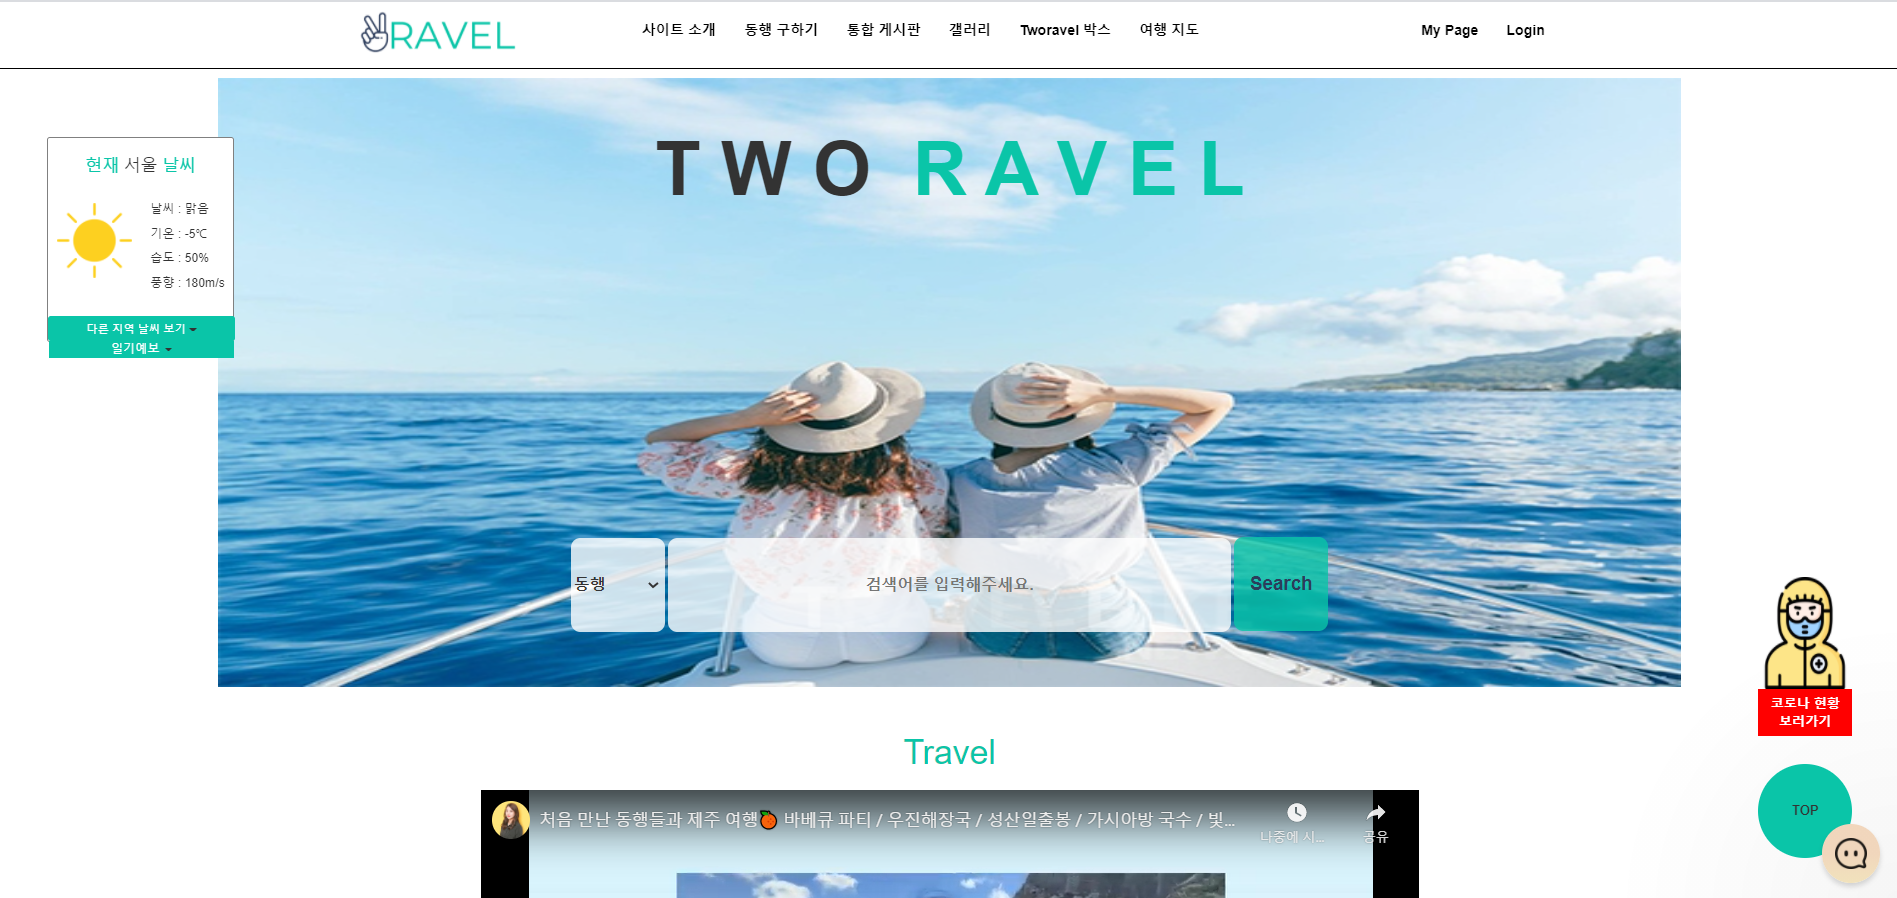 RAVEL
사이트 소개
동행 구하기
통합 게시판
갤러리
Tworavel 박스
여행 지도
My Page
Login
TWO RAVEL
현재 서울 날씨
날씨 : 맑음
기온 : -5℃
습도 : 50%
풍향 : 180m/s
다른 지역 날씨 보기
일기예보
동행
검색어를 입력해주세요.
Search
코로나 현황
보러가기
Travel
처음 만난 동행들과 제주 여행🍊 바베큐 파티 / 우진해장국 / 성산일출봉 / 가시아방 국수 / 빛...
나중에 시...
공유
TOP